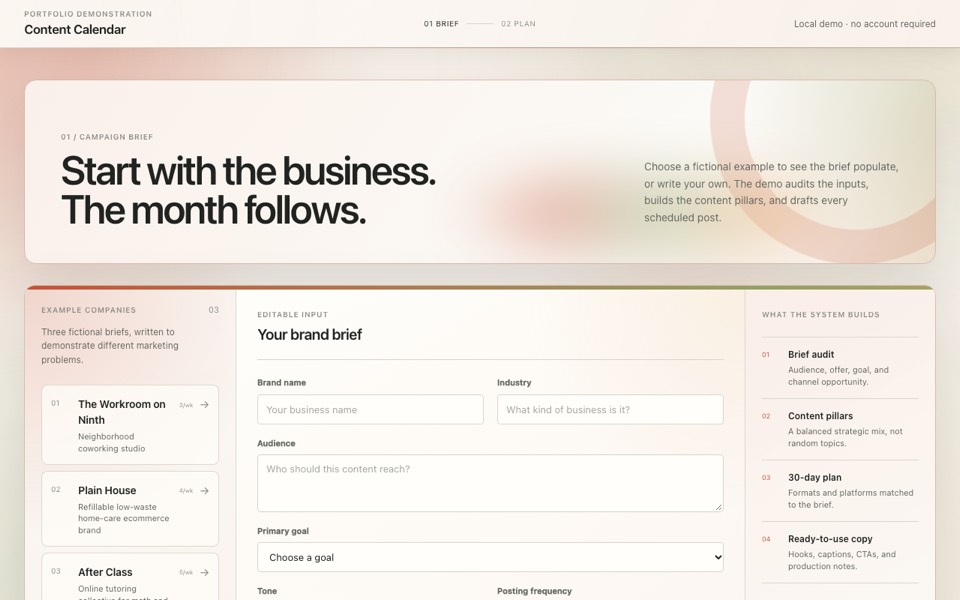 PORTFOLIO DEMONSTRATION
Content Calendar
01 BRIEF
02 PLAN
Local demo · no account required
01 / CAMPAIGN BRIEF
Start with the business.
The month follows.
Choose a fictional example to see the brief populate,
or write your own. The demo audits the inputs,
builds the content pillars, and drafts every
scheduled post.
EXAMPLE COMPANIES
03
Three fictional briefs, written to
demonstrate different marketing
problems.
01
The Workroom on
Ninth
3/wk →
Neighborhood
coworking studio
02
Plain House
4/wk →
Refillable low-waste
home-care ecommerce
brand
03
After Class
5/wk →
Online tutoring
EDITABLE INPUT
Your brand brief
Brand name
Your business name
Industry
What kind of business is it?
Audience
Who should this content reach?
Primary goal
Choose a goal
Tone
Posting frequency
WHAT THE SYSTEM BUILDS
01
Brief audit
Audience, offer, goal, and
channel opportunity.
02
Content pillars
A balanced strategic mix, not
random topics.
03
30-day plan
Formats and platforms matched
to the brief.
04
Ready-to-use copy
Hooks, captions, CTAs, and
production notes.